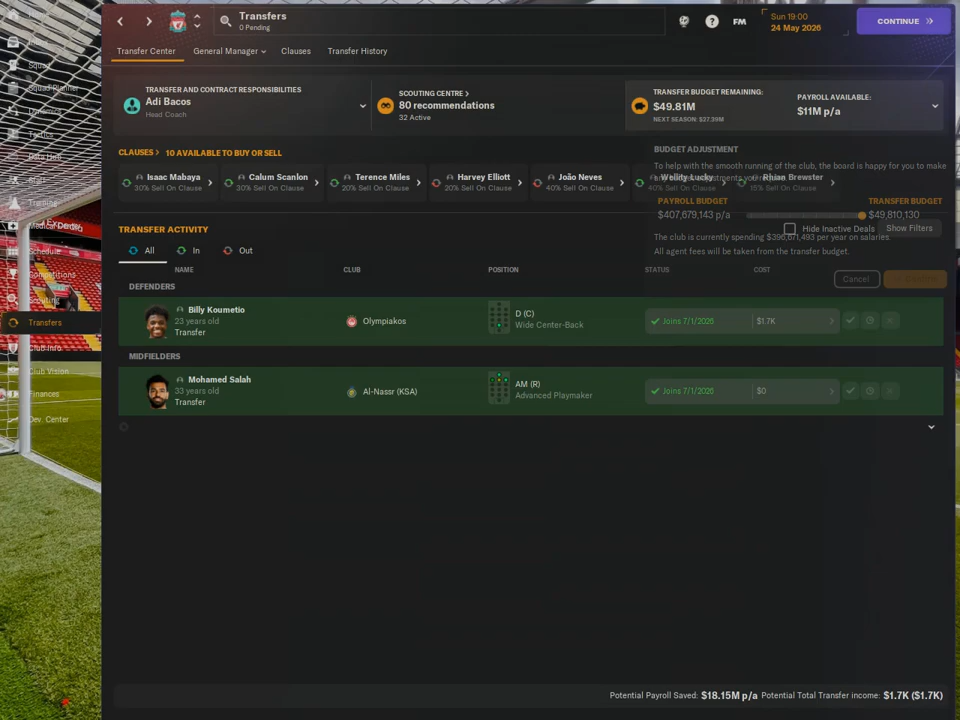 Transfers
0 Pending
FM
Sun 19:00
24 May 2026
CONTINUE
Transfer Center
General Manager
Clauses
Transfer History
TRANSFER AND CONTRACT RESPONSIBILITIES
Adi Bacos
Head Coach
SCOUTING CENTRE >
80 recommendations
32 Active
TRANSFER BUDGET REMAINING:
$49.81M
NEXT SEASON: $27.39M
PAYROLL AVAILABLE:
$11M p/a
CLAUSES > 10 AVAILABLE TO BUY OR SELL
Isaac Mabaya
30% Sell On Clause
Calum Scanlon
30% Sell On Clause
Terence Miles
20% Sell On Clause
Harvey Elliott
20% Sell On Clause
João Neves
40% Sell On Clause
Wellity Lucky
40% Sell On Clause
Rhian Brewster
15% Sell On Clause
BUDGET ADJUSTMENT
To help with the smooth running of the club, the board is happy for you to make
PAYROLL BUDGET
$407,679,143 p/a
TRANSFER BUDGET
$49,810,130
The club is currently spending $396,671,493 per year on salaries.
All agent fees will be taken from the transfer budget.
Cancel
TRANSFER ACTIVITY
Hide Inactive Deals
Show Filters
All
In
Out
NAME
CLUB
POSITION
STATUS
COST
DEFENDERS
Billy Koumetio
23 years old
Transfer
Olympiakos
D (C)
Wide Center-Back
Joins 7/1/2026
$1.7K
MIDFIELDERS
Mohamed Salah
33 years old
Transfer
Al-Nassr (KSA)
AM (R)
Advanced Playmaker
Joins 7/1/2026
$0
Squad
Squad Planner
Tactics
Data Hub
Training
Medical
Schedule
Competitions
Scouting
Transfers
Club Info
Club Vision
Finances
Dev. Center
Potential Payroll Saved: $18.15M p/a Potential Total Transfer income: $1.7K ($1.7K)